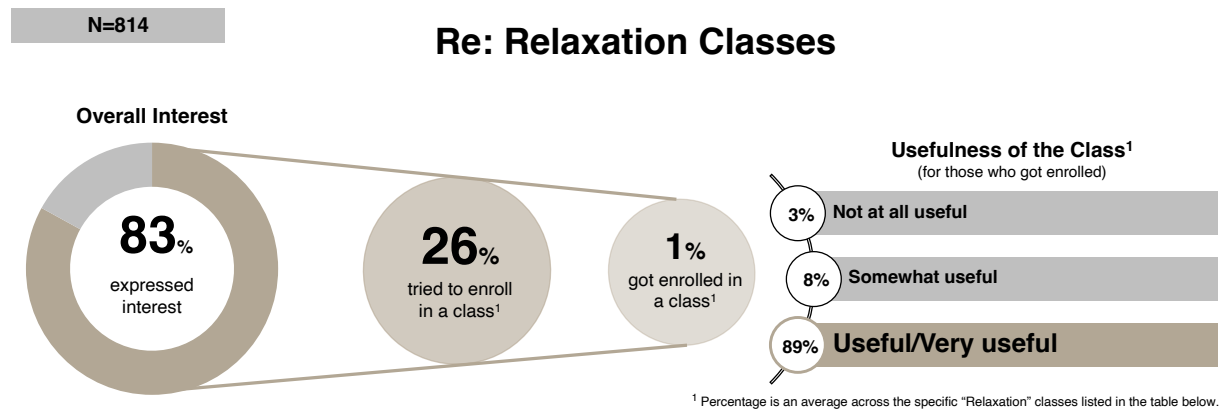 N=814
Re: Relaxation Classes
Overall Interest
83%
expressed
interest
26%
tried to enroll
in a class¹
1%
got enrolled in
a class¹
Usefulness of the Class¹
(for those who got enrolled)
3% Not at all useful
8% Somewhat useful
89% Useful/Very useful
¹ Percentage is an average across the specific “Relaxation” classes listed in the table below.